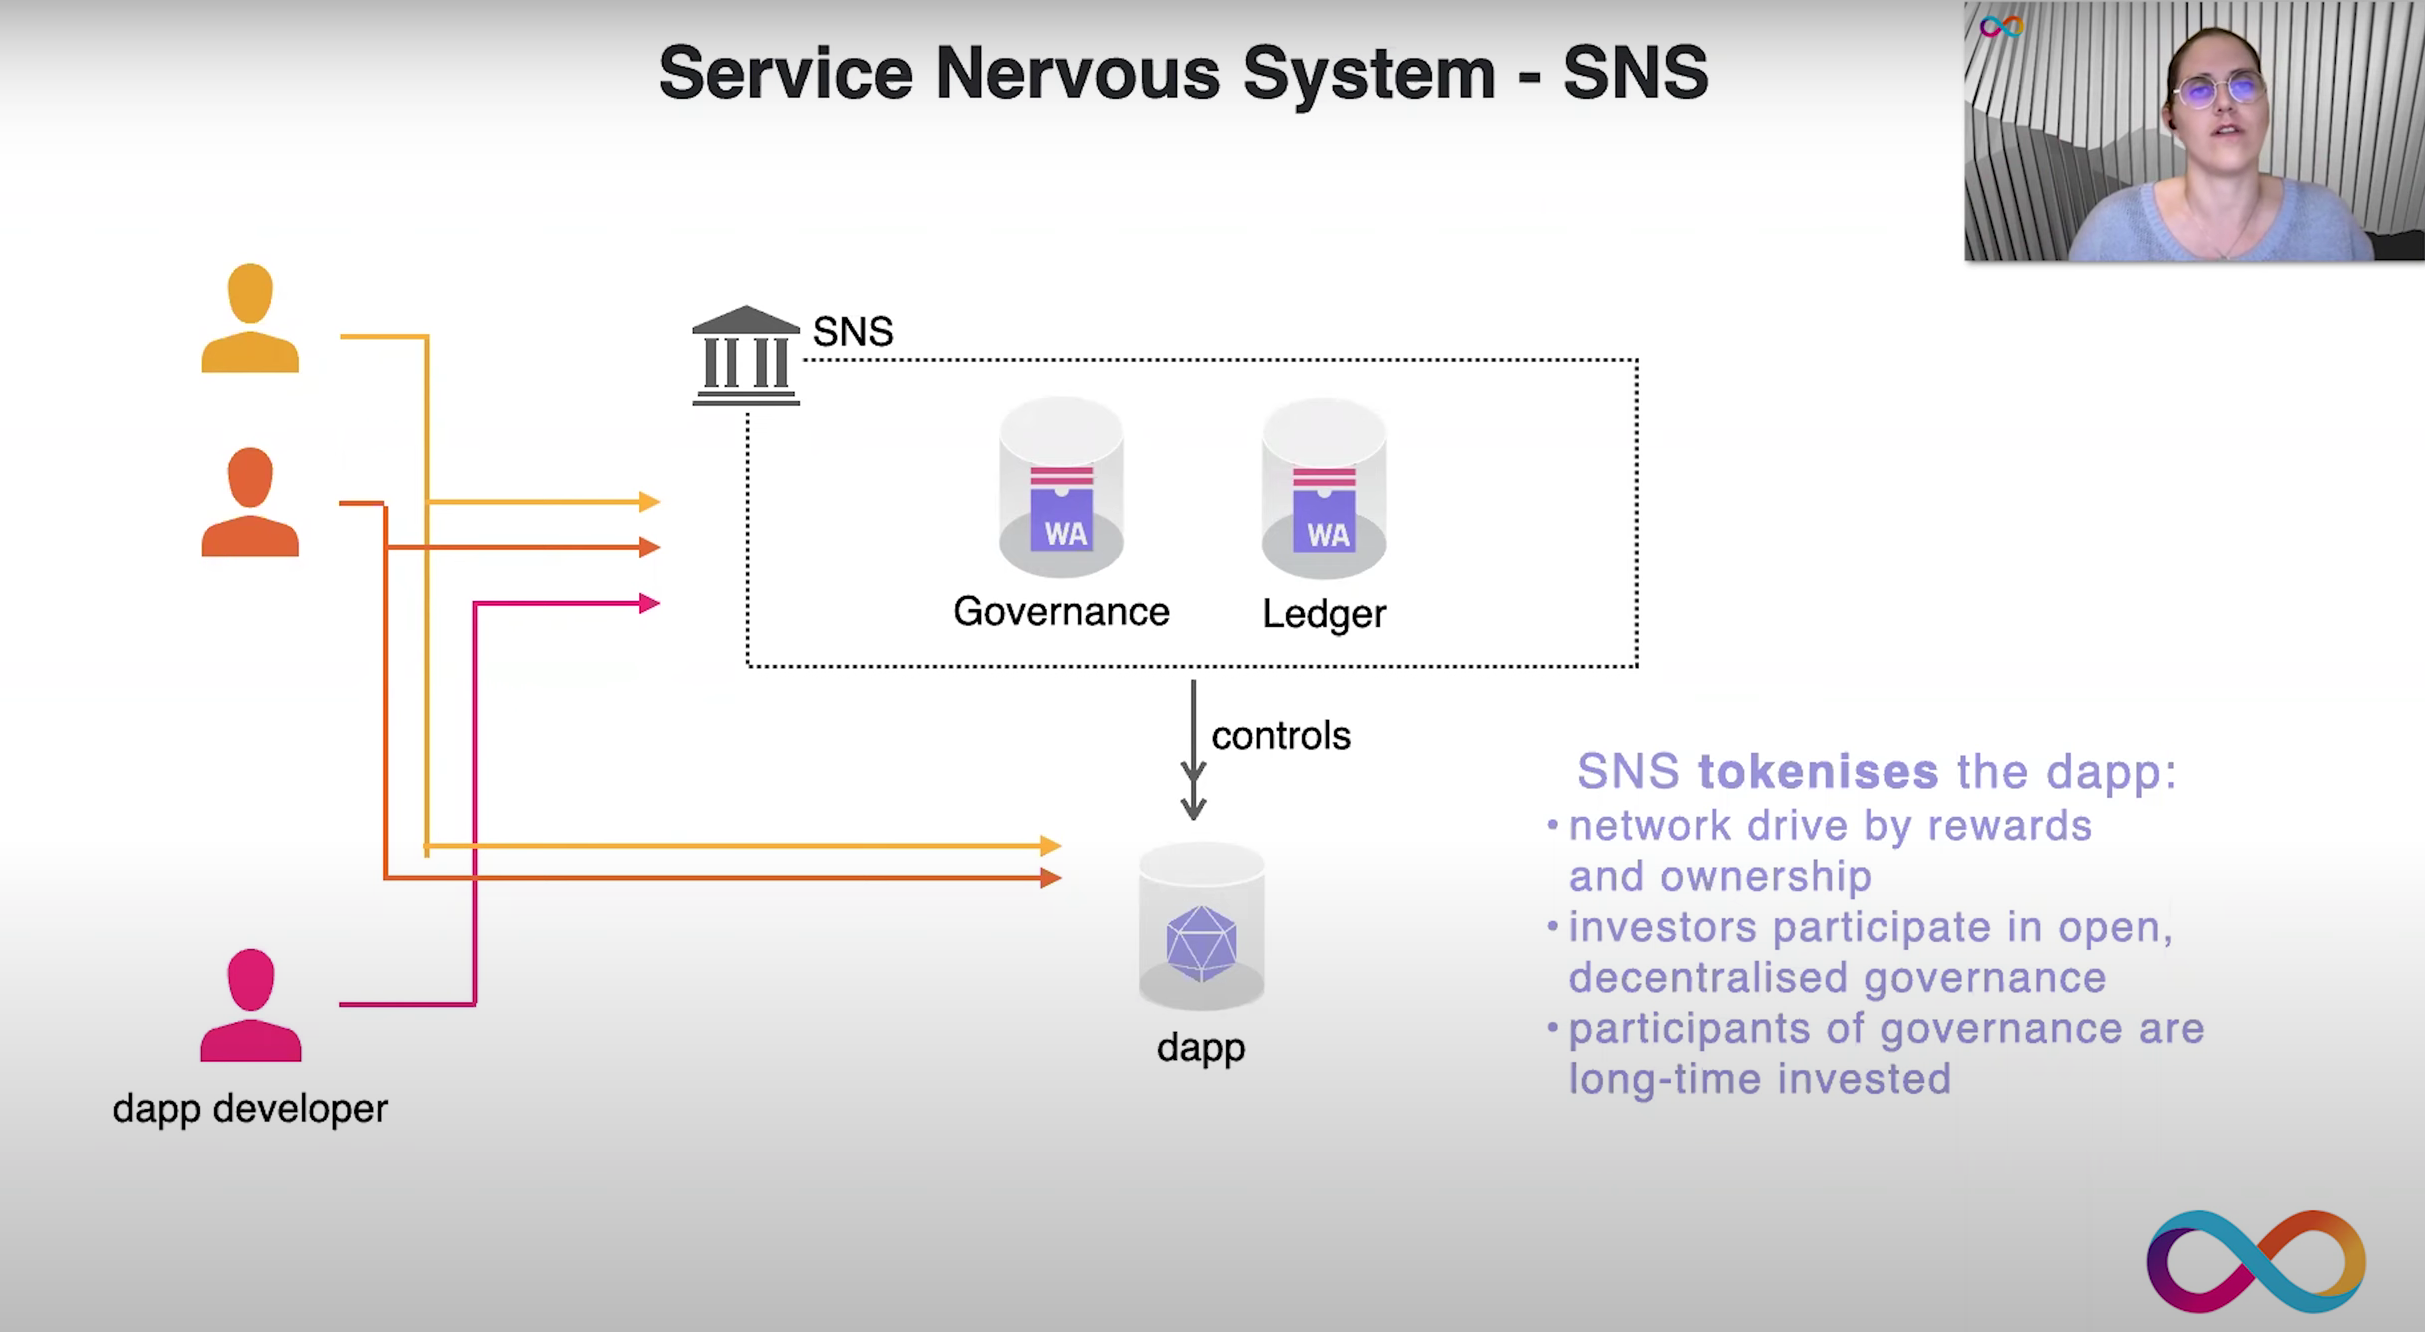 Service Nervous System - SNS
SNS
WA
WA
Governance
Ledger
controls
dapp
dapp developer
SNS tokenises the dapp:
• network drive by rewards
and ownership
• investors participate in open,
decentralised governance
• participants of governance are
long-time invested